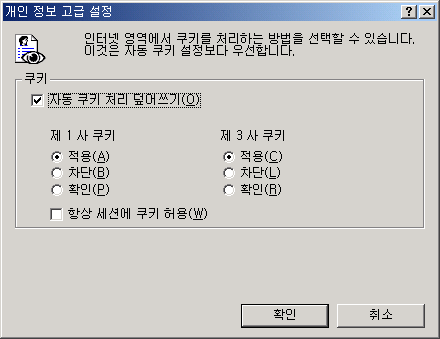 개인 정보 고급 설정
인터넷 영역에서 쿠키를 처리하는 방법을 선택할 수 있습니다.
이것은 자동 쿠키 설정보다 우선합니다.
쿠키
자동 쿠키 처리 덮어쓰기(O)
제 1 사 쿠키 제 3 사 쿠키
적용(A) 적용(C)
차단(B) 차단(L)
확인(P) 확인(R)
항상 세션에 쿠키 허용(W)
확인 취소